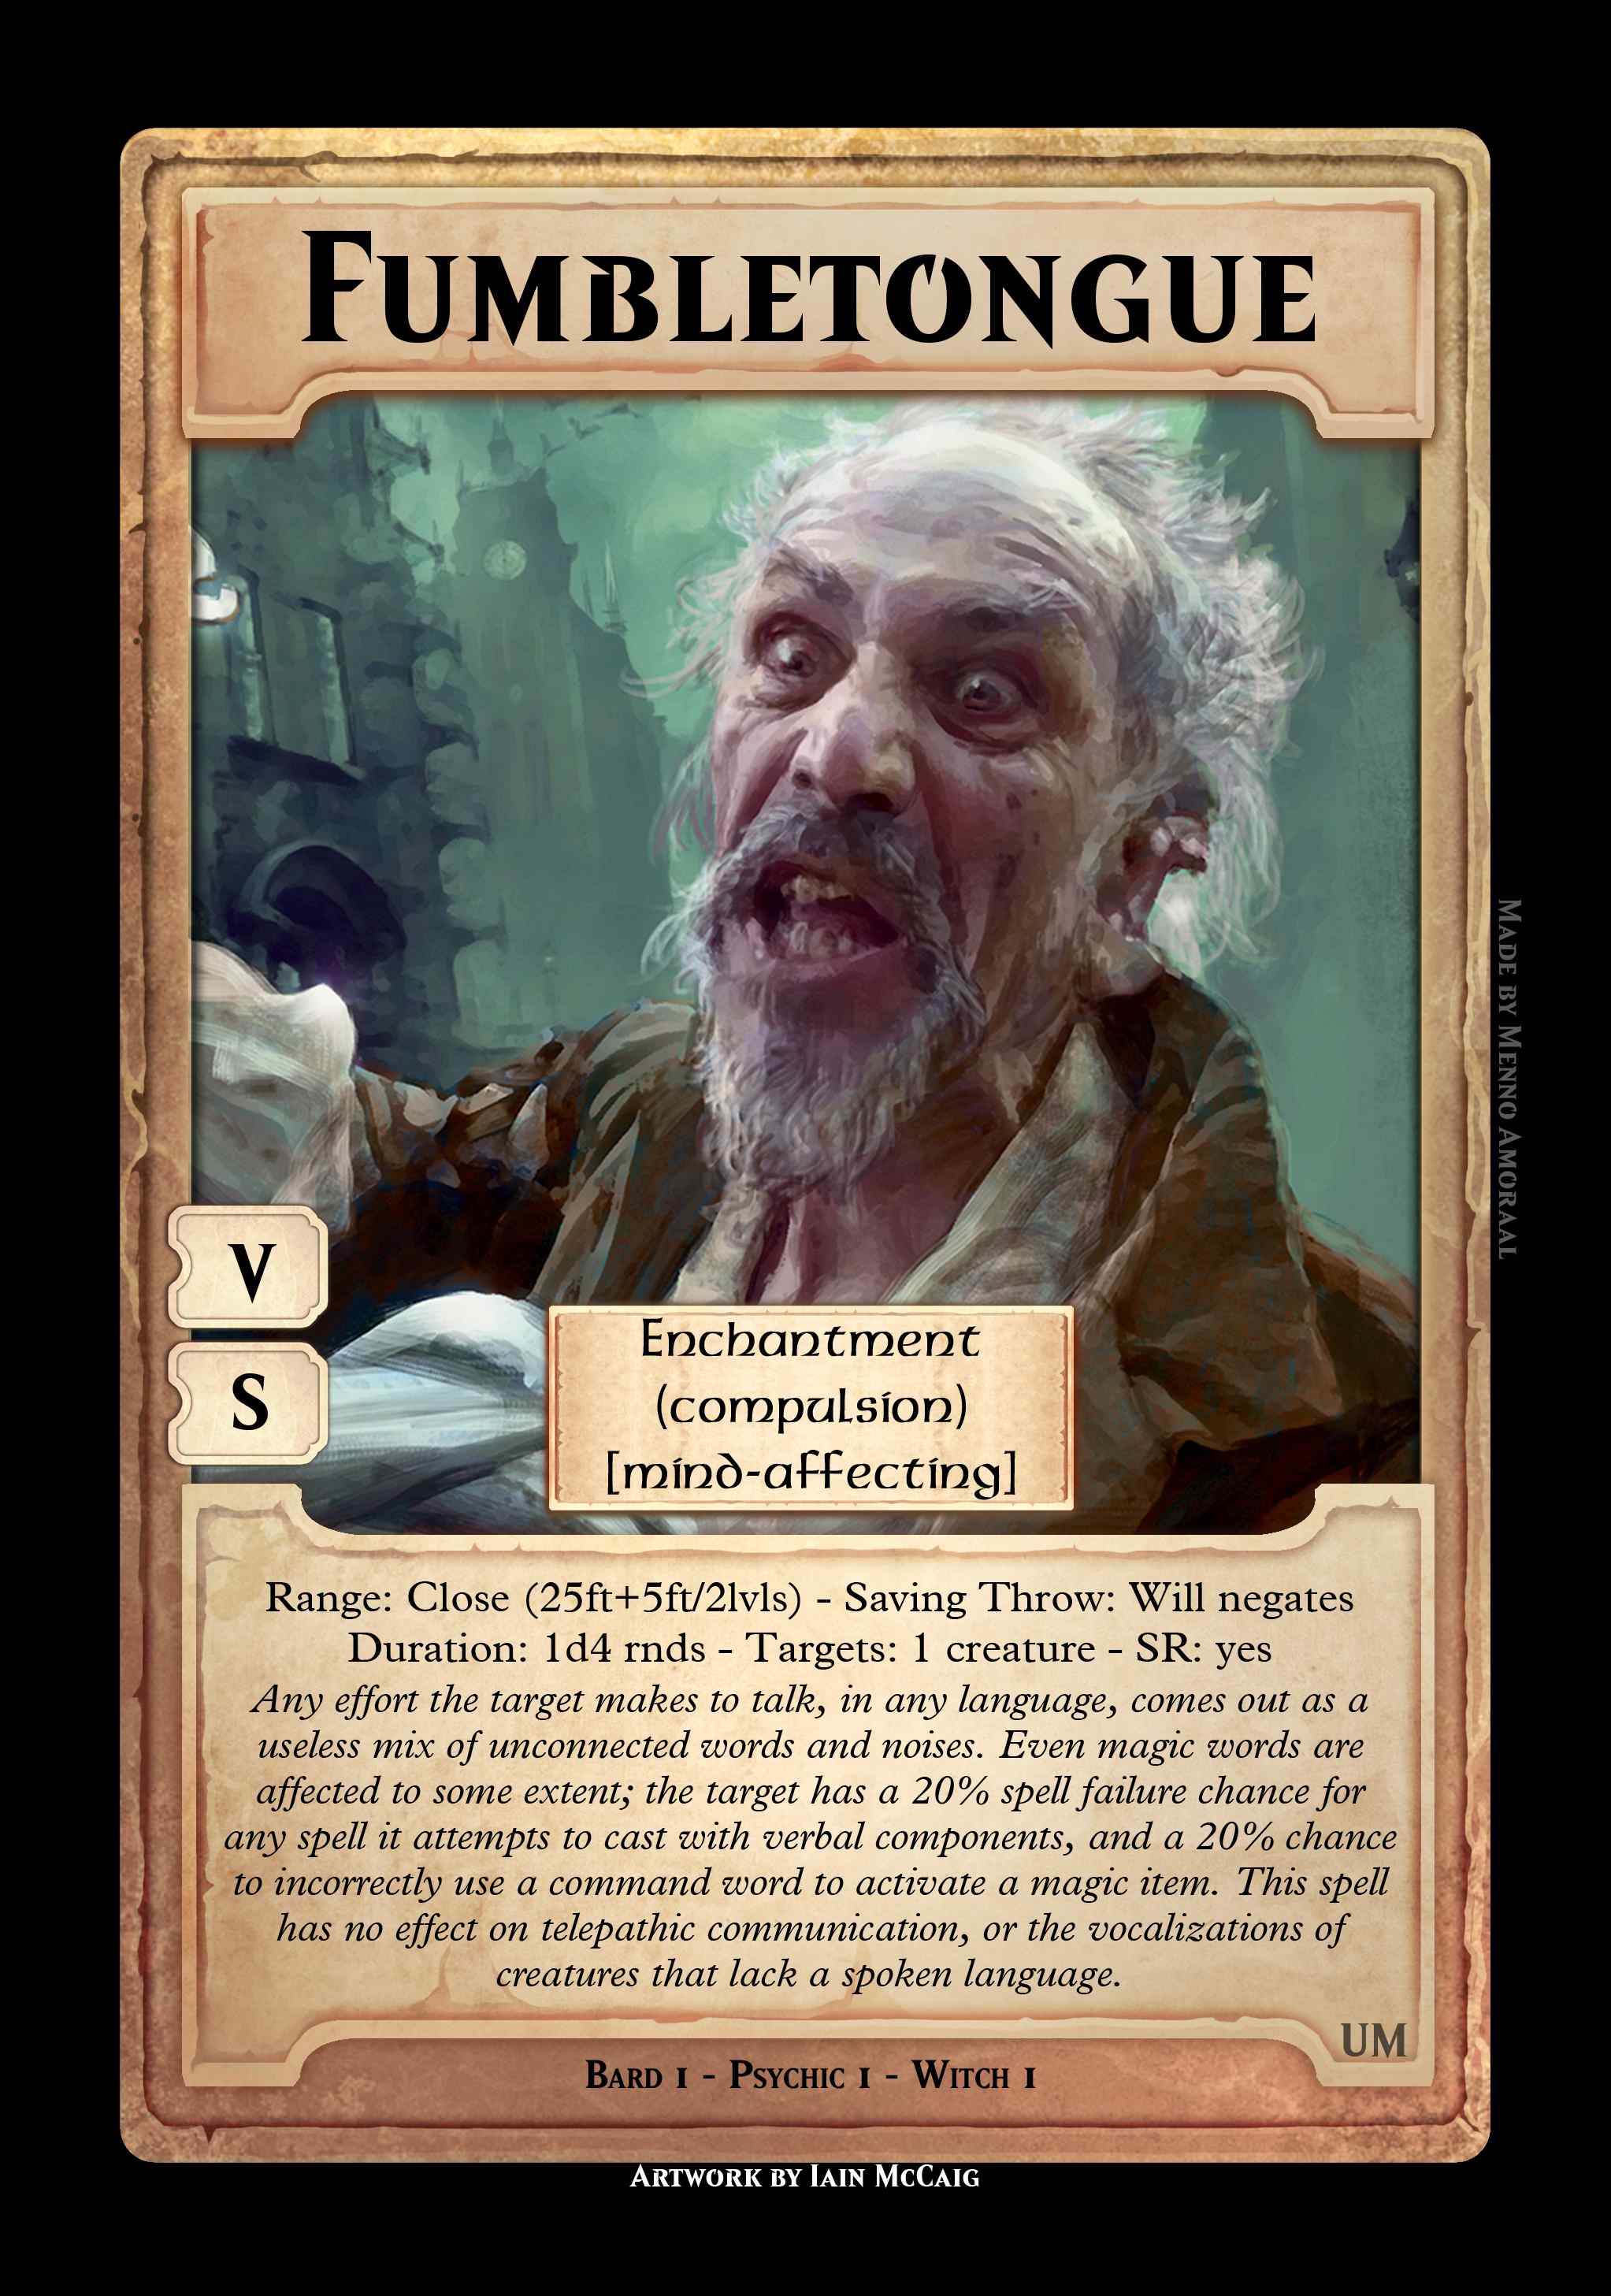 Fumbletongue
Made by Menno Amoraal
V
S
Enchantment
(compulsion)
[mind-affecting]
Range: Close (25ft+5ft/2lvls) - Saving Throw: Will negates
Duration: 1d4 rnds - Targets: 1 creature - SR: yes
Any effort the target makes to talk, in any language, comes out as a
useless mix of unconnected words and noises. Even magic words are
affected to some extent; the target has a 20% spell failure chance for
any spell it attempts to cast with verbal components, and a 20% chance
to incorrectly use a command word to activate a magic item. This spell
has no effect on telepathic communication, or the vocalizations of
creatures that lack a spoken language.
UM
Bard 1 - Psychic 1 - Witch 1
Artwork by Iain McCaig